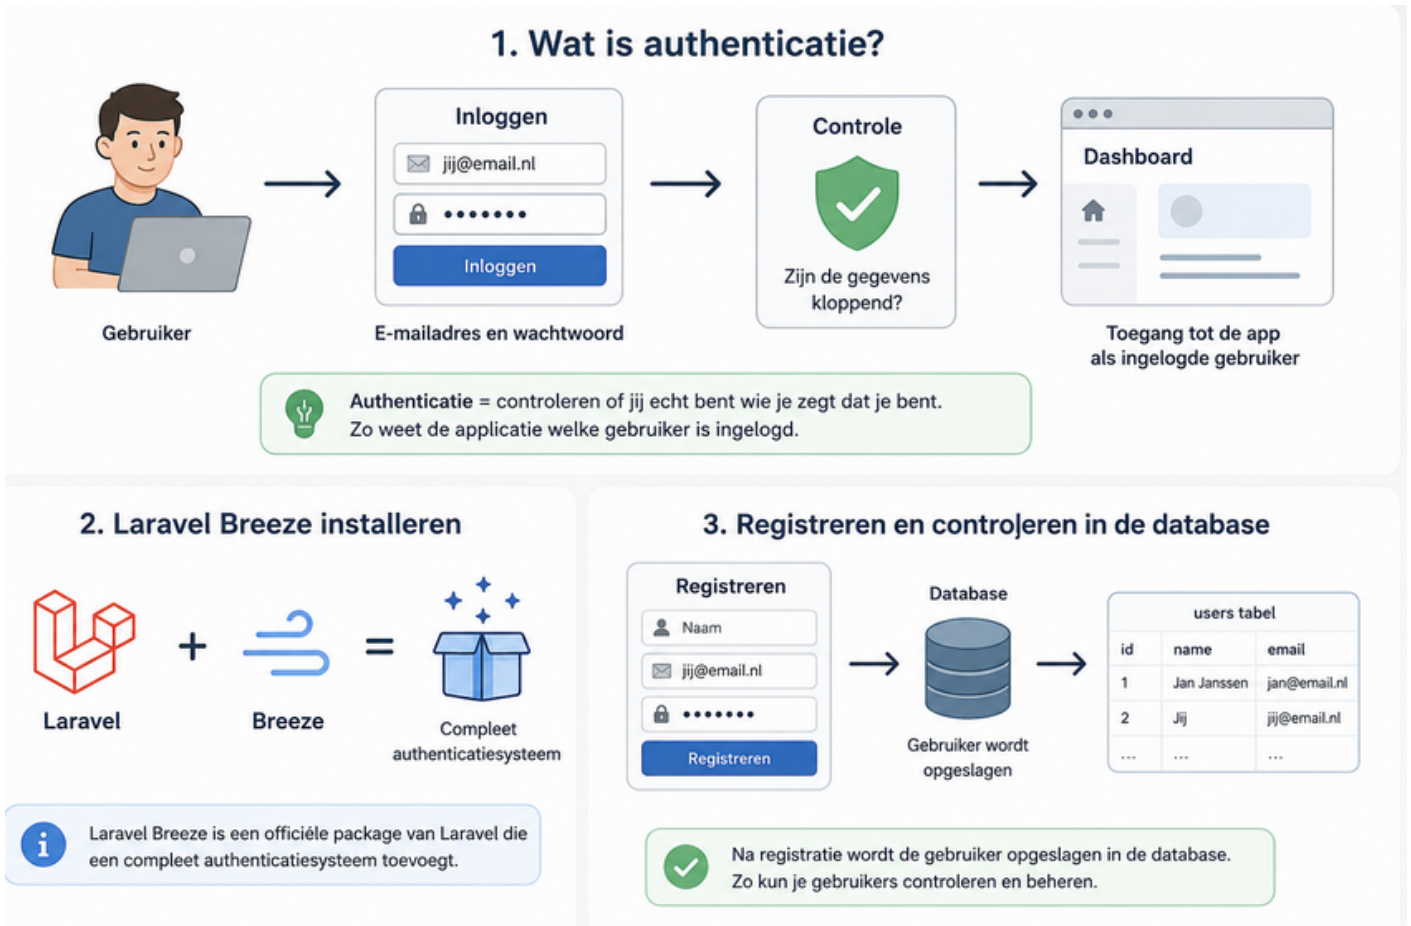 1. Wat is authenticatie?
Inloggen
jij@email.nl
Inloggen
Controle
Zijn de gegevens
kloppend?
Dashboard
Gebruiker
E-mailadres en wachtwoord
Toegang tot de app
als ingelogde gebruiker
Authenticatie = controleren of jij echt bent wie je zegt dat je bent.
Zo weet de applicatie welke gebruiker is ingelogd.
2. Laravel Breeze installeren
Laravel
+
Breeze
=
Compleet
authenticatiesysteem
Laravel Breeze is een officiële package van Laravel die
een compleet authenticatiesysteem toevoegt.
3. Registreren en controleren in de database
Registreren
Naam
jij@email.nl
Registreren
Database
Gebruiker wordt
opgeslagen
users tabel
id name email
1 Jan Janssen jan@email.nl
2 Jij jij@email.nl
... ... ...
Na registratie wordt de gebruiker opgeslagen in de database.
Zo kun je gebruikers controleren en beheren.